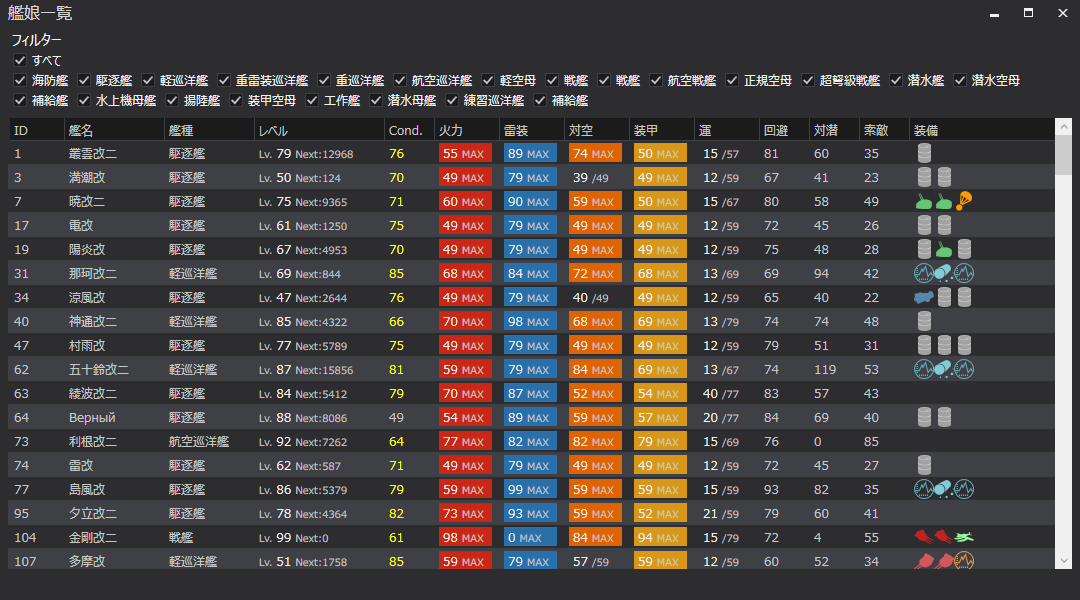 艦娘一覧
フィルター
すべて
海防艦 駆逐艦 軽巡洋艦 重雷装巡洋艦 重巡洋艦 航空巡洋艦 軽空母 戦艦 戦艦 航空戦艦 正規空母 超弩級戦艦 潜水艦 潜水空母
補給艦 水上機母艦 揚陸艦 装甲空母 工作艦 潜水母艦 練習巡洋艦 補給艦
ID 艦名 艦種 レベル Cond. 火力 雷装 対空 装甲 運 回避 対潜 索敵 装備
1 叢雲改二 駆逐艦 Lv. 79 Next:12968 76 55 MAX 89 MAX 74 MAX 50 MAX 15 /57 81 60 35
3 満潮改 駆逐艦 Lv. 50 Next:124 70 49 MAX 79 MAX 39 /49 49 MAX 12 /59 67 41 23
7 暁改二 駆逐艦 Lv. 75 Next:9365 71 60 MAX 90 MAX 59 MAX 50 MAX 15 /67 80 58 49
17 電改 駆逐艦 Lv. 61 Next:1250 75 49 MAX 79 MAX 49 MAX 49 MAX 12 /59 72 45 26
19 陽炎改 駆逐艦 Lv. 67 Next:4953 70 49 MAX 79 MAX 49 MAX 49 MAX 12 /59 75 48 28
31 那珂改二 軽巡洋艦 Lv. 69 Next:844 85 68 MAX 84 MAX 72 MAX 68 MAX 13 /69 69 94 42
34 涼風改 駆逐艦 Lv. 47 Next:2644 76 49 MAX 79 MAX 40 /49 49 MAX 12 /59 65 40 22
40 神通改二 軽巡洋艦 Lv. 85 Next:4322 66 70 MAX 98 MAX 68 MAX 69 MAX 13 /79 74 74 48
47 村雨改 駆逐艦 Lv. 77 Next:5789 75 49 MAX 79 MAX 49 MAX 49 MAX 12 /59 79 51 31
62 五十鈴改二 軽巡洋艦 Lv. 87 Next:15856 81 59 MAX 79 MAX 84 MAX 69 MAX 13 /67 74 119 53
63 綾波改二 駆逐艦 Lv. 84 Next:5412 79 70 MAX 87 MAX 52 MAX 54 MAX 40 /77 83 57 43
64 Верный 駆逐艦 Lv. 88 Next:8086 49 54 MAX 89 MAX 59 MAX 57 MAX 20 /77 84 69 40
73 利根改二 航空巡洋艦 Lv. 92 Next:7262 64 77 MAX 82 MAX 82 MAX 79 MAX 15 /69 76 0 85
74 雷改 駆逐艦 Lv. 62 Next:587 71 49 MAX 79 MAX 49 MAX 49 MAX 12 /59 72 45 27
77 島風改 駆逐艦 Lv. 86 Next:5379 79 59 MAX 99 MAX 59 MAX 59 MAX 15 /59 93 82 35
95 夕立改二 駆逐艦 Lv. 78 Next:4364 82 73 MAX 93 MAX 59 MAX 52 MAX 21 /59 79 60 41
104 金剛改二 戦艦 Lv. 99 Next:0 61 98 MAX 0 MAX 84 MAX 94 MAX 15 /79 72 4 55
107 多摩改 軽巡洋艦 Lv. 51 Next:1758 85 59 MAX 79 MAX 57 /59 59 MAX 12 /59 60 52 34